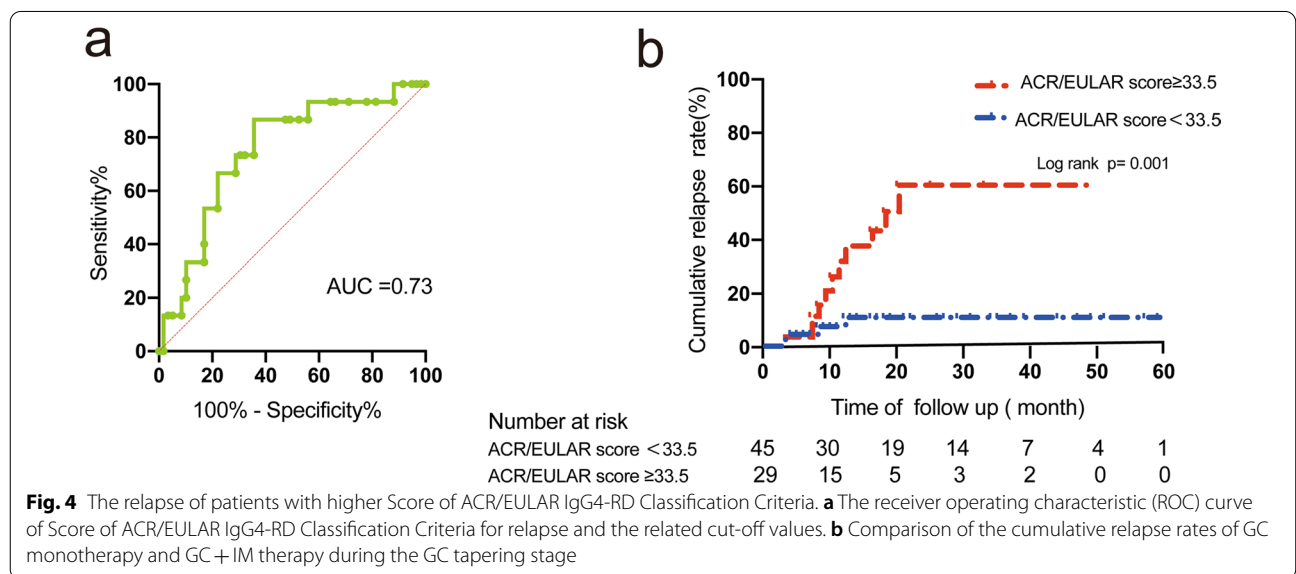 a
100
80
60
40
20
0
Sensitivity%
AUC =0.73
0 20 40 60 80 100
100% - Specificity%
b
100
80
60
40
20
0
Cumulative relapse rate(%)
ACR/EULAR score≥33.5
ACR/EULAR score<33.5
Log rank p= 0.001
0 10 20 30 40 50 60
Time of follow up ( month)
Number at risk
ACR/EULAR score <33.5 45 30 19 14 7 4 1
ACR/EULAR score ≥33.5 29 15 5 3 2 0 0
Fig. 4 The relapse of patients with higher Score of ACR/EULAR IgG4-RD Classification Criteria. a The receiver operating characteristic (ROC) curve
of Score of ACR/EULAR IgG4-RD Classification Criteria for relapse and the related cut-off values. b Comparison of the cumulative relapse rates of GC
monotherapy and GC + IM therapy during the GC tapering stage